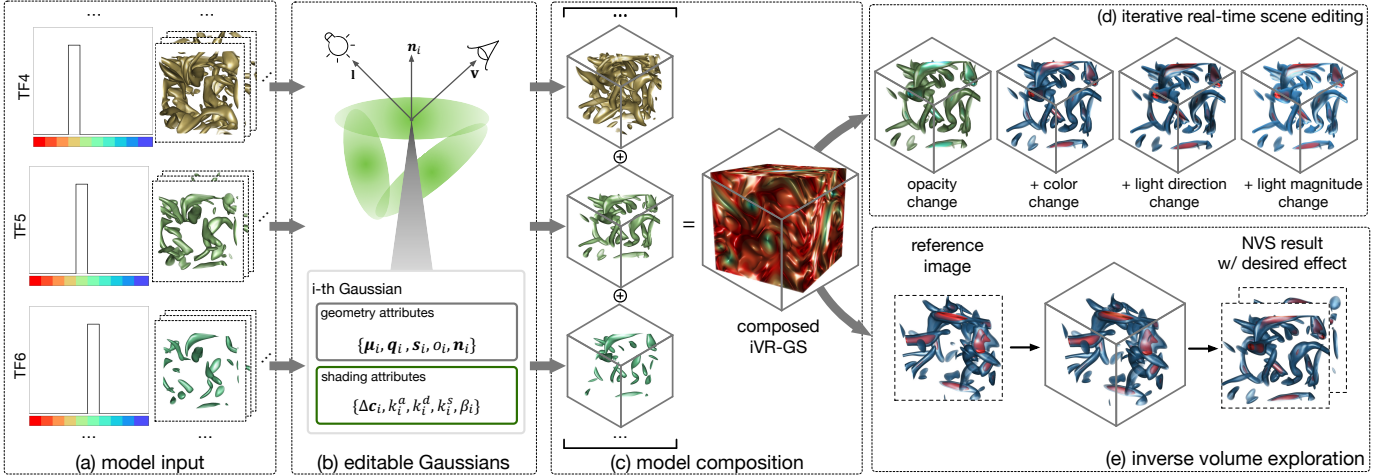 ...
...
TF4
TF5
TF6
...
...
(a) model input
l
n_i
v
i-th Gaussian
geometry attributes
{μ_i, q_i, s_i, o_i, n_i}
shading attributes
{Δc_i, k_i^a, k_i^d, k_i^s, β_i}
(b) editable Gaussians
...
⊕
⊕
...
(c) model composition
=
composed
iVR-GS
(d) iterative real-time scene editing
opacity
change
+ color
change
+ light direction
change
+ light magnitude
change
reference
image
NVS result
w/ desired effect
(e) inverse volume exploration